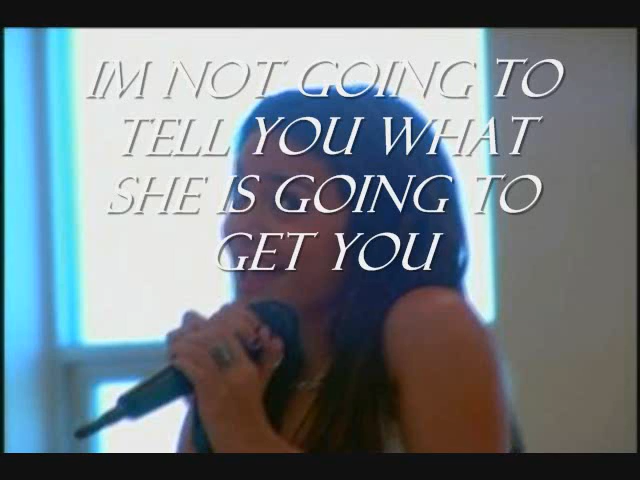 IM NOT GOING TO
TELL YOU WHAT
SHE IS GOING TO
GET YOU